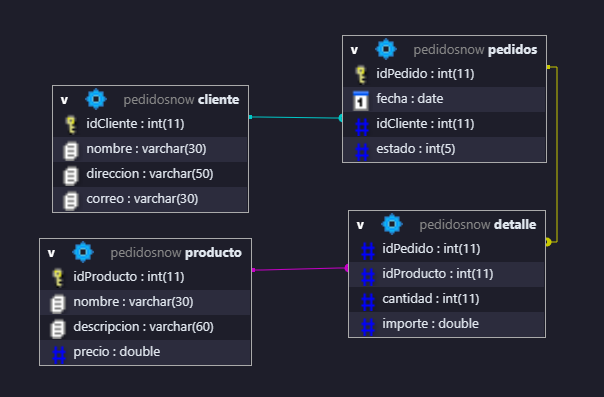 v pedidosnow cliente
idCliente : int(11)
nombre : varchar(30)
direccion : varchar(50)
correo : varchar(30)
v pedidosnow pedidos
idPedido : int(11)
fecha : date
idCliente : int(11)
estado : int(5)
v pedidosnow producto
idProducto : int(11)
nombre : varchar(30)
descripcion : varchar(60)
precio : double
v pedidosnow detalle
idPedido : int(11)
idProducto : int(11)
cantidad : int(11)
importe : double